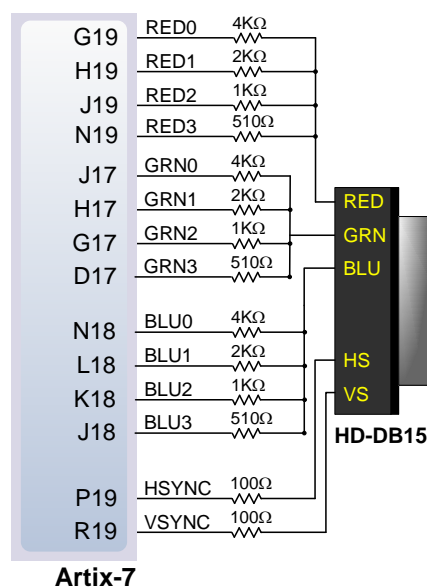 G19 RED0 4KΩ
H19 RED1 2KΩ
J19 RED2 1KΩ
N19 RED3 510Ω
J17 GRN0 4KΩ
H17 GRN1 2KΩ
G17 GRN2 1KΩ
D17 GRN3 510Ω
N18 BLU0 4KΩ
L18 BLU1 2KΩ
K18 BLU2 1KΩ
J18 BLU3 510Ω
P19 HSYNC 100Ω
R19 VSYNC 100Ω
Artix-7
RED
GRN
BLU
HS
VS
HD-DB15